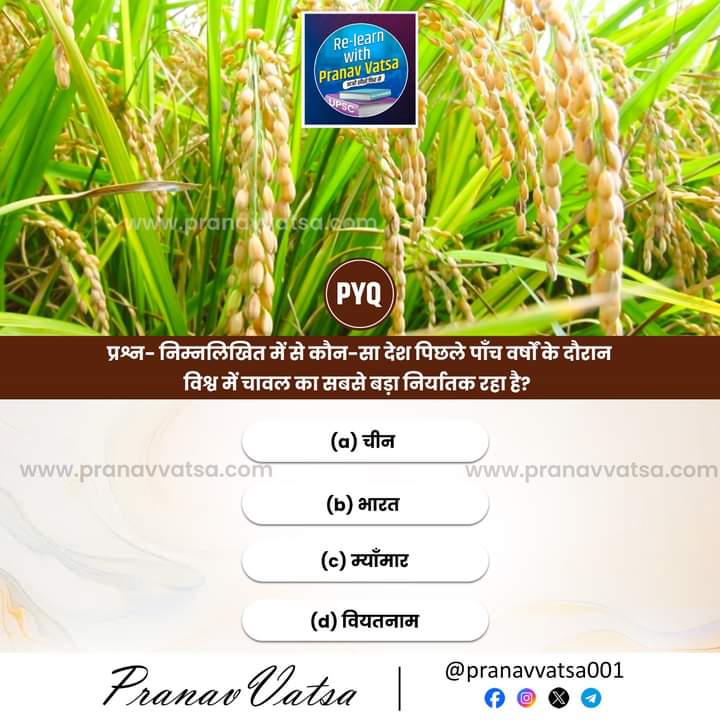 Re-learn
with
Pranav Vatsa
UPSC
www.pranavvatsa.com
PYQ
प्रश्न- निम्नलिखित में से कौन-सा देश पिछले पाँच वर्षों के दौरान
विश्व में चावल का सबसे बड़ा निर्यातक रहा है?
(a) चीन
www.pranavvatsa.com www.pranavvatsa.com
(b) भारत
(c) म्याँमार
(d) वियतनाम
Pranav Vatsa
@pranavvatsa001